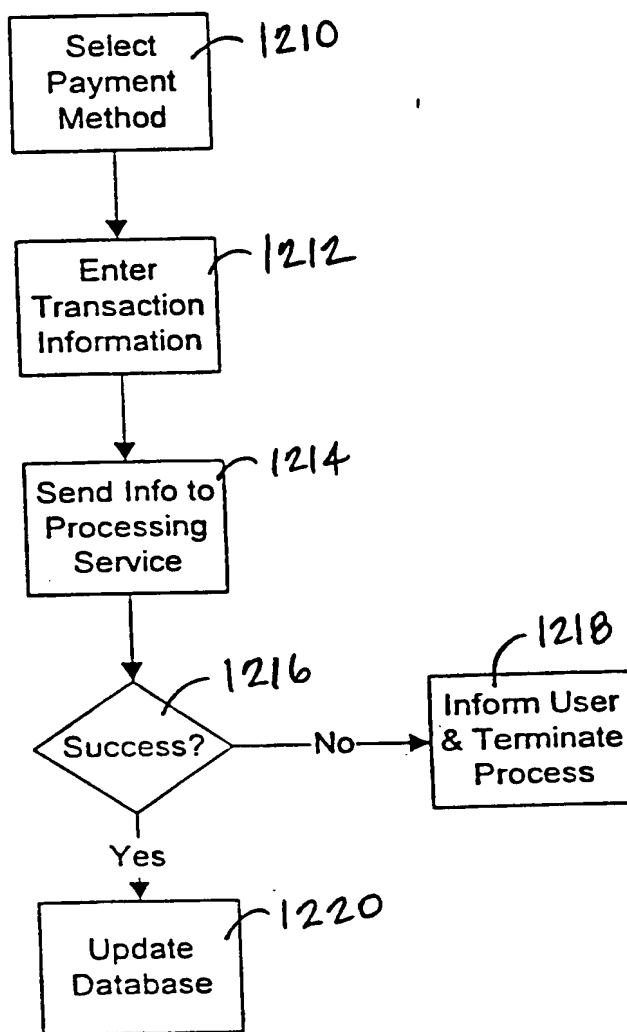 Select
Payment
Method
1210
Enter
Transaction
Information
1212
Send Info to
Processing
Service
1214
Success?
1216
No
Inform User
& Terminate
Process
1218
Yes
Update
Database
1220